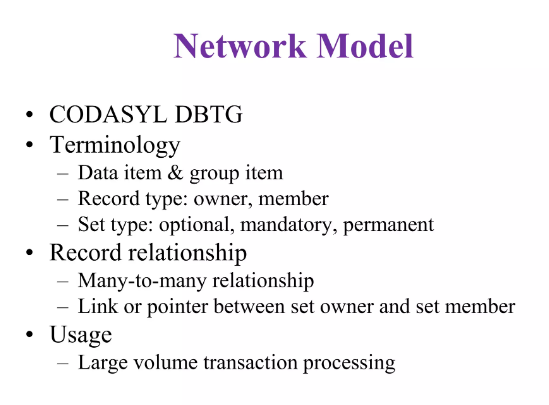 Network Model
• CODASYL DBTG
• Terminology
– Data item & group item
– Record type: owner, member
– Set type: optional, mandatory, permanent
• Record relationship
– Many-to-many relationship
– Link or pointer between set owner and set member
• Usage
– Large volume transaction processing